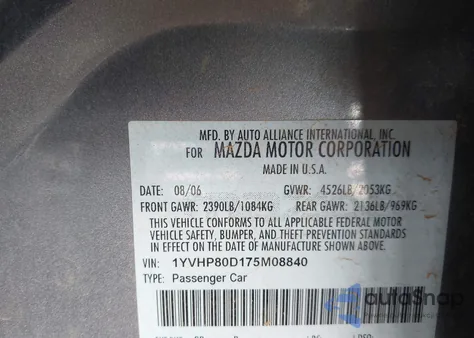 MFD. BY AUTO ALLIANCE INTERNATIONAL, INC.
FOR MAZDA MOTOR CORPORATION
MADE IN U.S.A.
DATE: 08/06 GVWR: 4526LB/2053KG
FRONT GAWR: 2390LB/1084KG REAR GAWR: 2136LB/969KG
THIS VEHICLE CONFORMS TO ALL APPLICABLE FEDERAL MOTOR
VEHICLE SAFETY, BUMPER, AND THEFT PREVENTION STANDARDS
IN EFFECT ON THE DATE OF MANUFACTURE SHOWN ABOVE.
VIN: 1YVHP80D175M08840
TYPE: Passenger Car
autoSnap